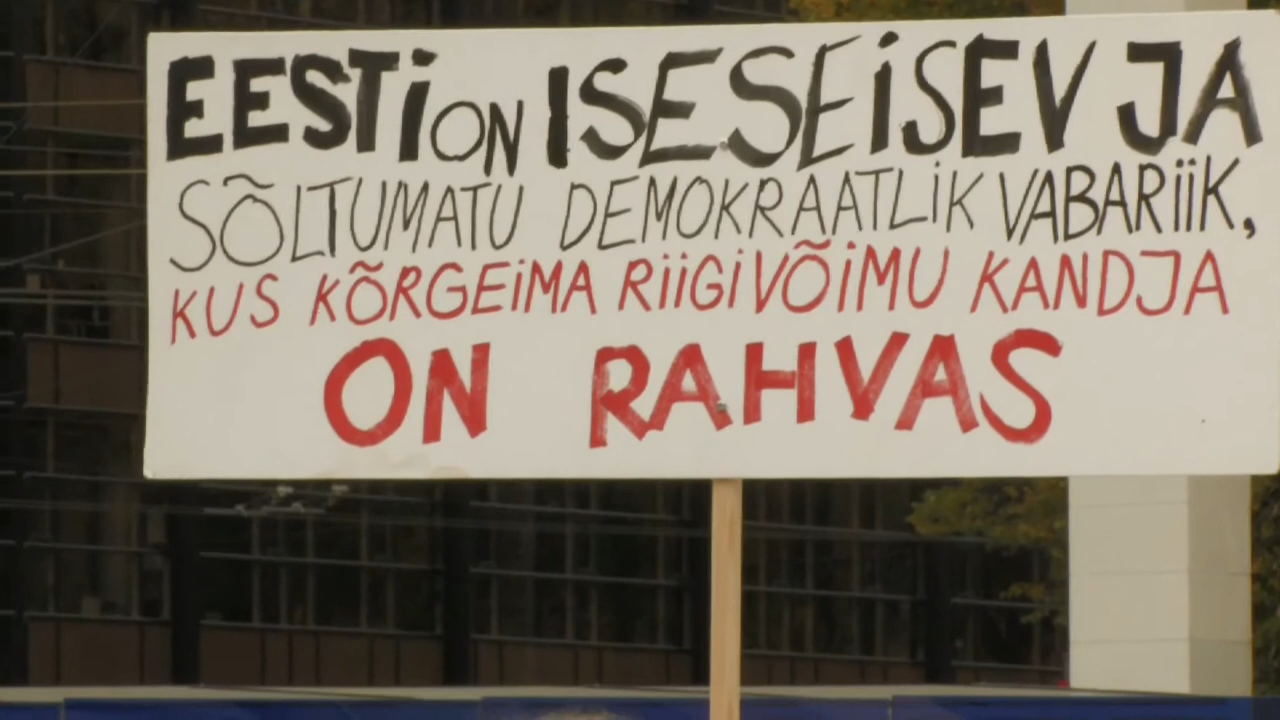 EESTi ON ISESEiSEV JA
SÕLTUMATU DEMOKRAATLiK VABARiiK,
KUS KÕRGEiMA RiiGiVÕiMU KANDJA
ON RAHVAS